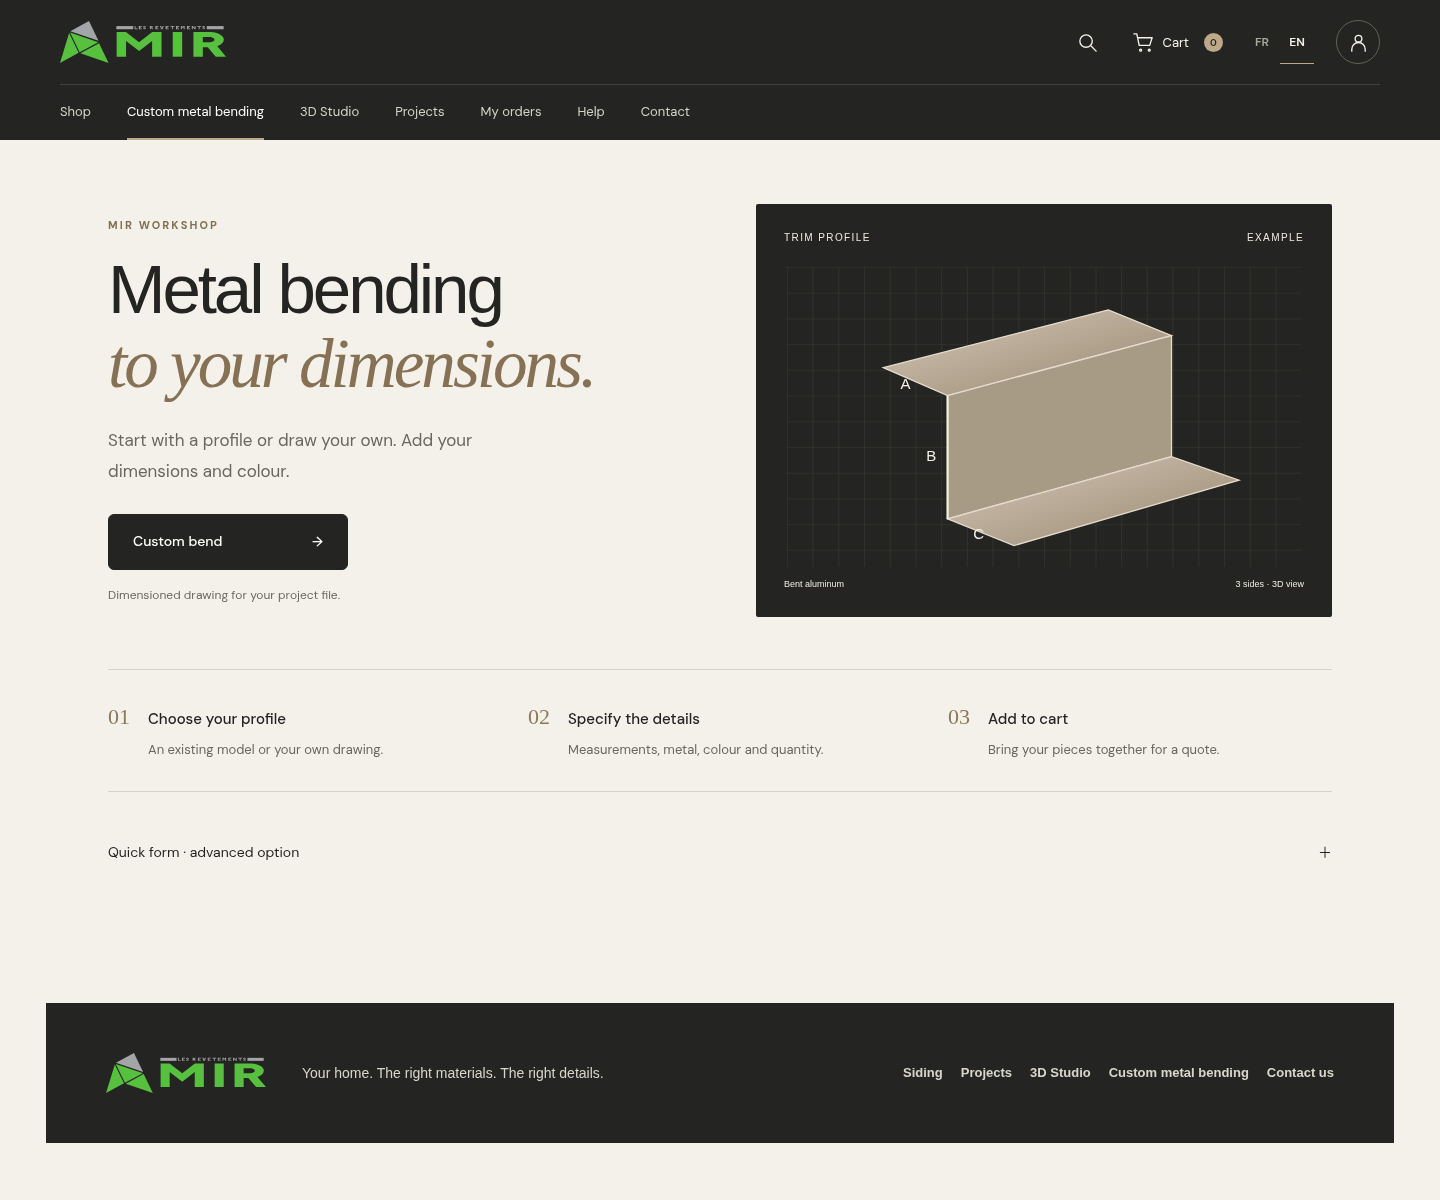 LES REVÊTEMENTS
MIR
Cart 0 FR EN
Shop Custom metal bending 3D Studio Projects My orders Help Contact
MIR WORKSHOP
Metal bending
to your dimensions.
Start with a profile or draw your own. Add your
dimensions and colour.
Custom bend →
Dimensioned drawing for your project file.
TRIM PROFILE EXAMPLE
A
B
C
Bent aluminum 3 sides · 3D view
01 Choose your profile
An existing model or your own drawing.
02 Specify the details
Measurements, metal, colour and quantity.
03 Add to cart
Bring your pieces together for a quote.
Quick form · advanced option +
LES REVÊTEMENTS
MIR
Your home. The right materials. The right details.
Siding Projects 3D Studio Custom metal bending Contact us